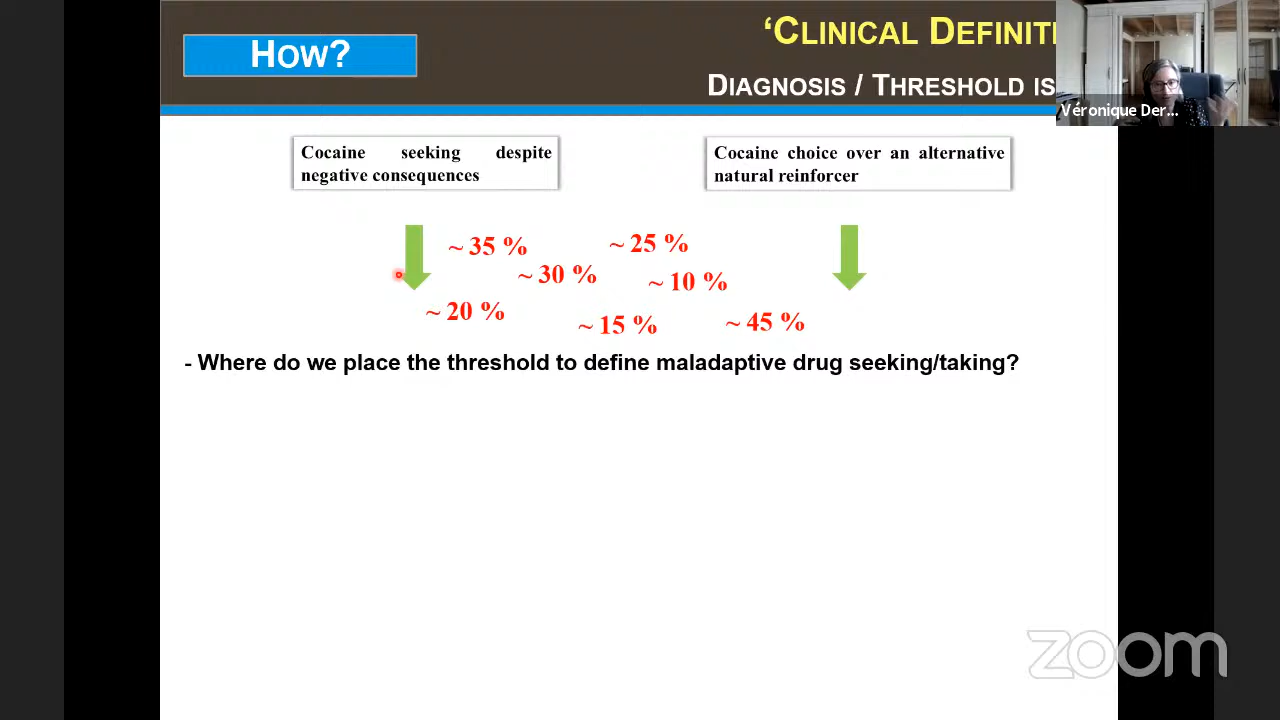 HOW?
‘CLINICAL DEFINITI
DIAGNOSIS / THRESHOLD IS
Véronique Der...
Cocaine seeking despite
negative consequences
Cocaine choice over an alternative
natural reinforcer
~ 35 %
~ 25 %
~ 30 %
~ 10 %
~ 20 %
~ 15 %
~ 45 %
- Where do we place the threshold to define maladaptive drug seeking/taking?
zoom